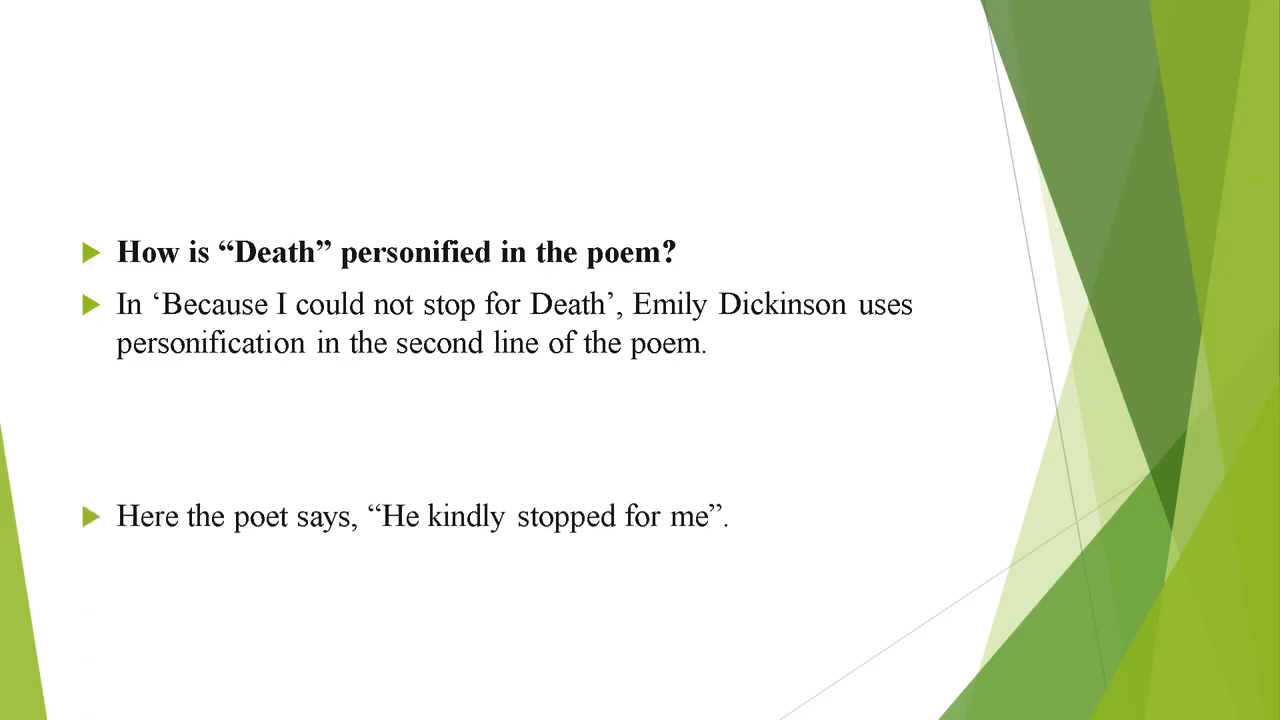 How is “Death” personified in the poem?
In ‘Because I could not stop for Death’, Emily Dickinson uses
personification in the second line of the poem.
Here the poet says, “He kindly stopped for me”.